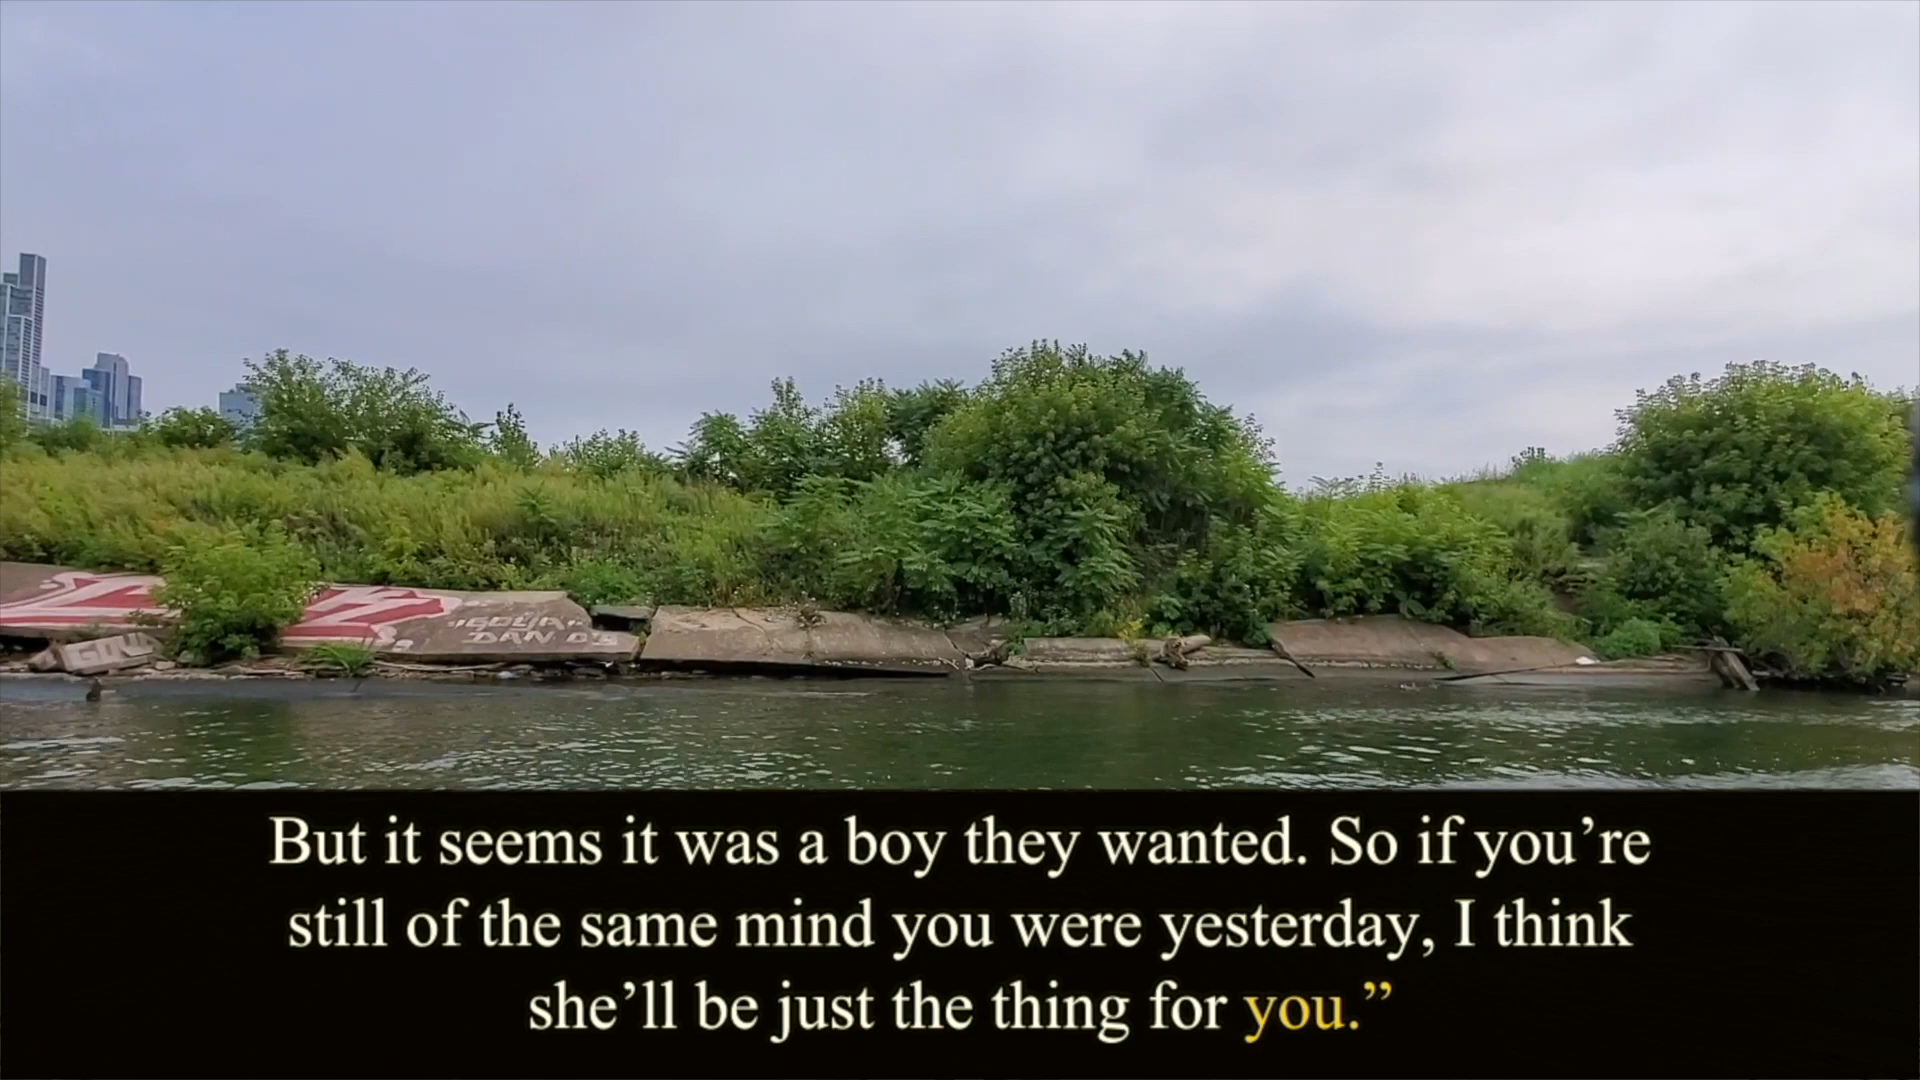 DAN
But it seems it was a boy they wanted. So if you’re
still of the same mind you were yesterday, I think
she’ll be just the thing for you.”